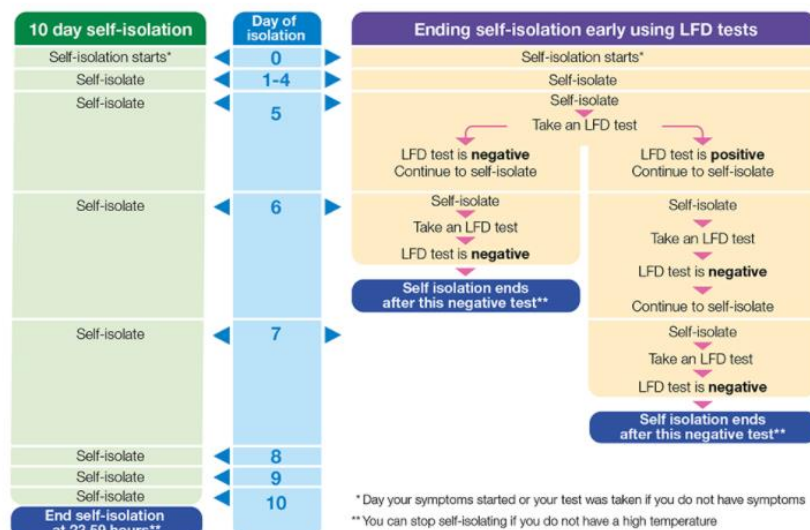 10 day self-isolation
Day of
isolation
Ending self-isolation early using LFD tests
Self-isolation starts*
0
Self-isolation starts*
Self-isolate
1-4
Self-isolate
Self-isolate
5
Self-isolate
Take an LFD test
LFD test is negative
Continue to self-isolate
LFD test is positive
Continue to self-isolate
Self-isolate
6
Self-isolate
Take an LFD test
LFD test is negative
Self isolation ends
after this negative test**
Self-isolate
Take an LFD test
LFD test is negative
Continue to self-isolate
Self-isolate
7
Self-isolate
Take an LFD test
LFD test is negative
Self isolation ends
after this negative test**
Self-isolate
8
Self-isolate
9
Self-isolate
10
End self-isolation
at 23.59 hours**
* Day your symptoms started or your test was taken if you do not have symptoms
** You can stop self-isolating if you do not have a high temperature